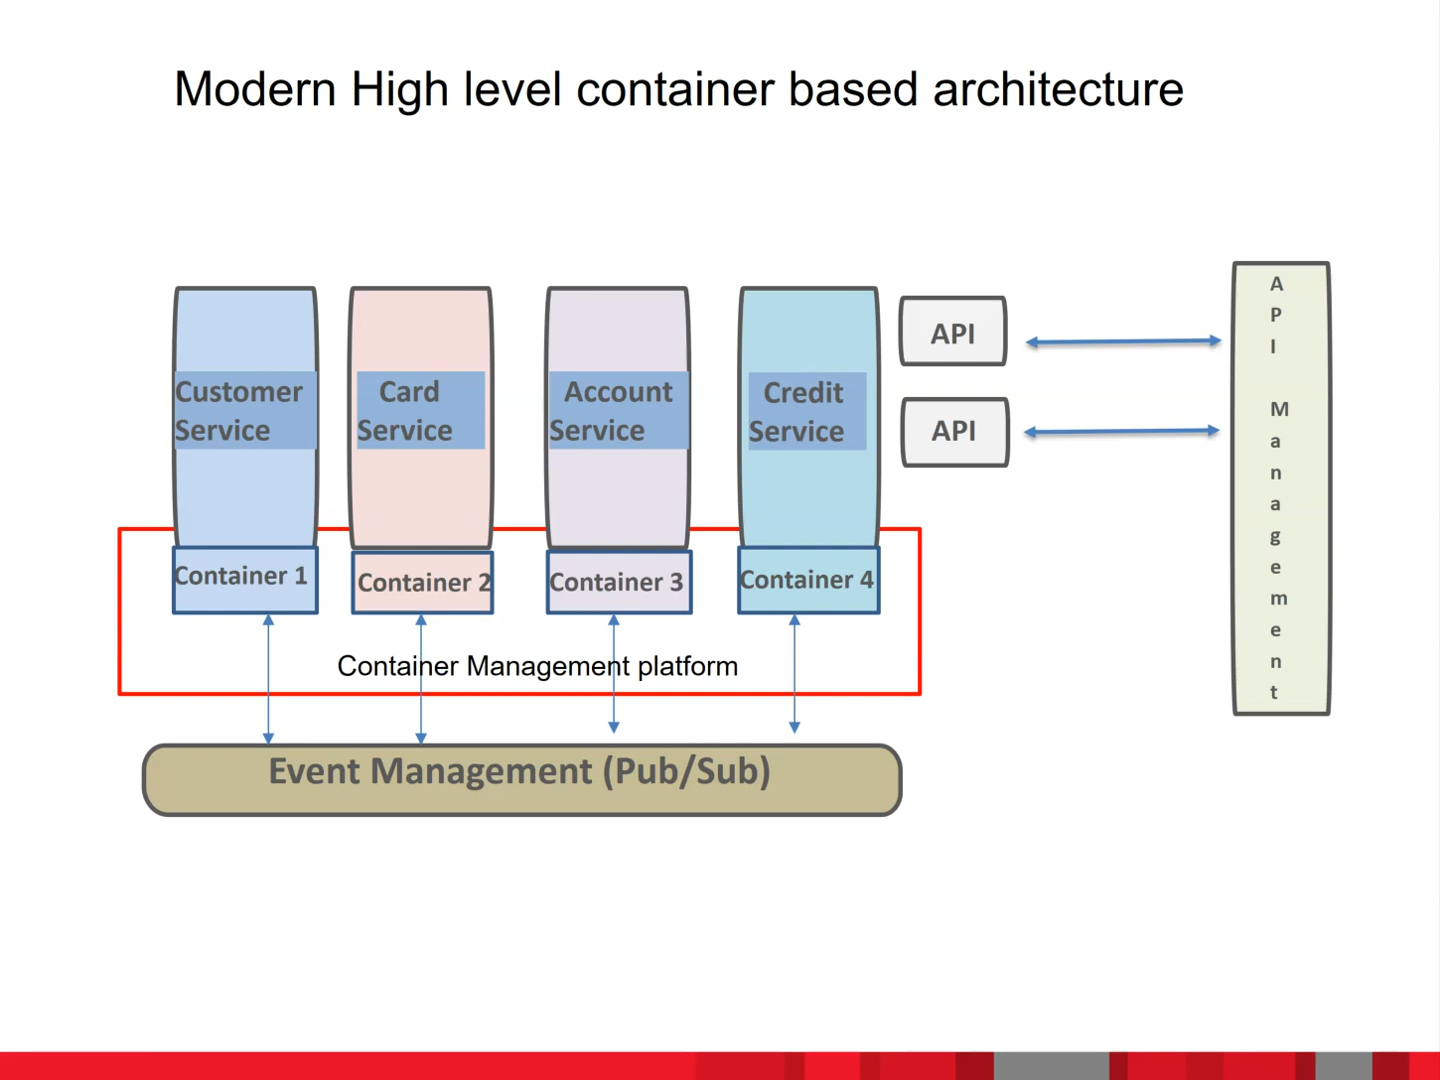 Modern High level container based architecture
Customer
Service
Card
Service
Account
Service
Credit
Service
API
API
A
P
I
M
a
n
a
g
e
m
e
n
t
Container 1
Container 2
Container 3
Container 4
Container Management platform
Event Management (Pub/Sub)